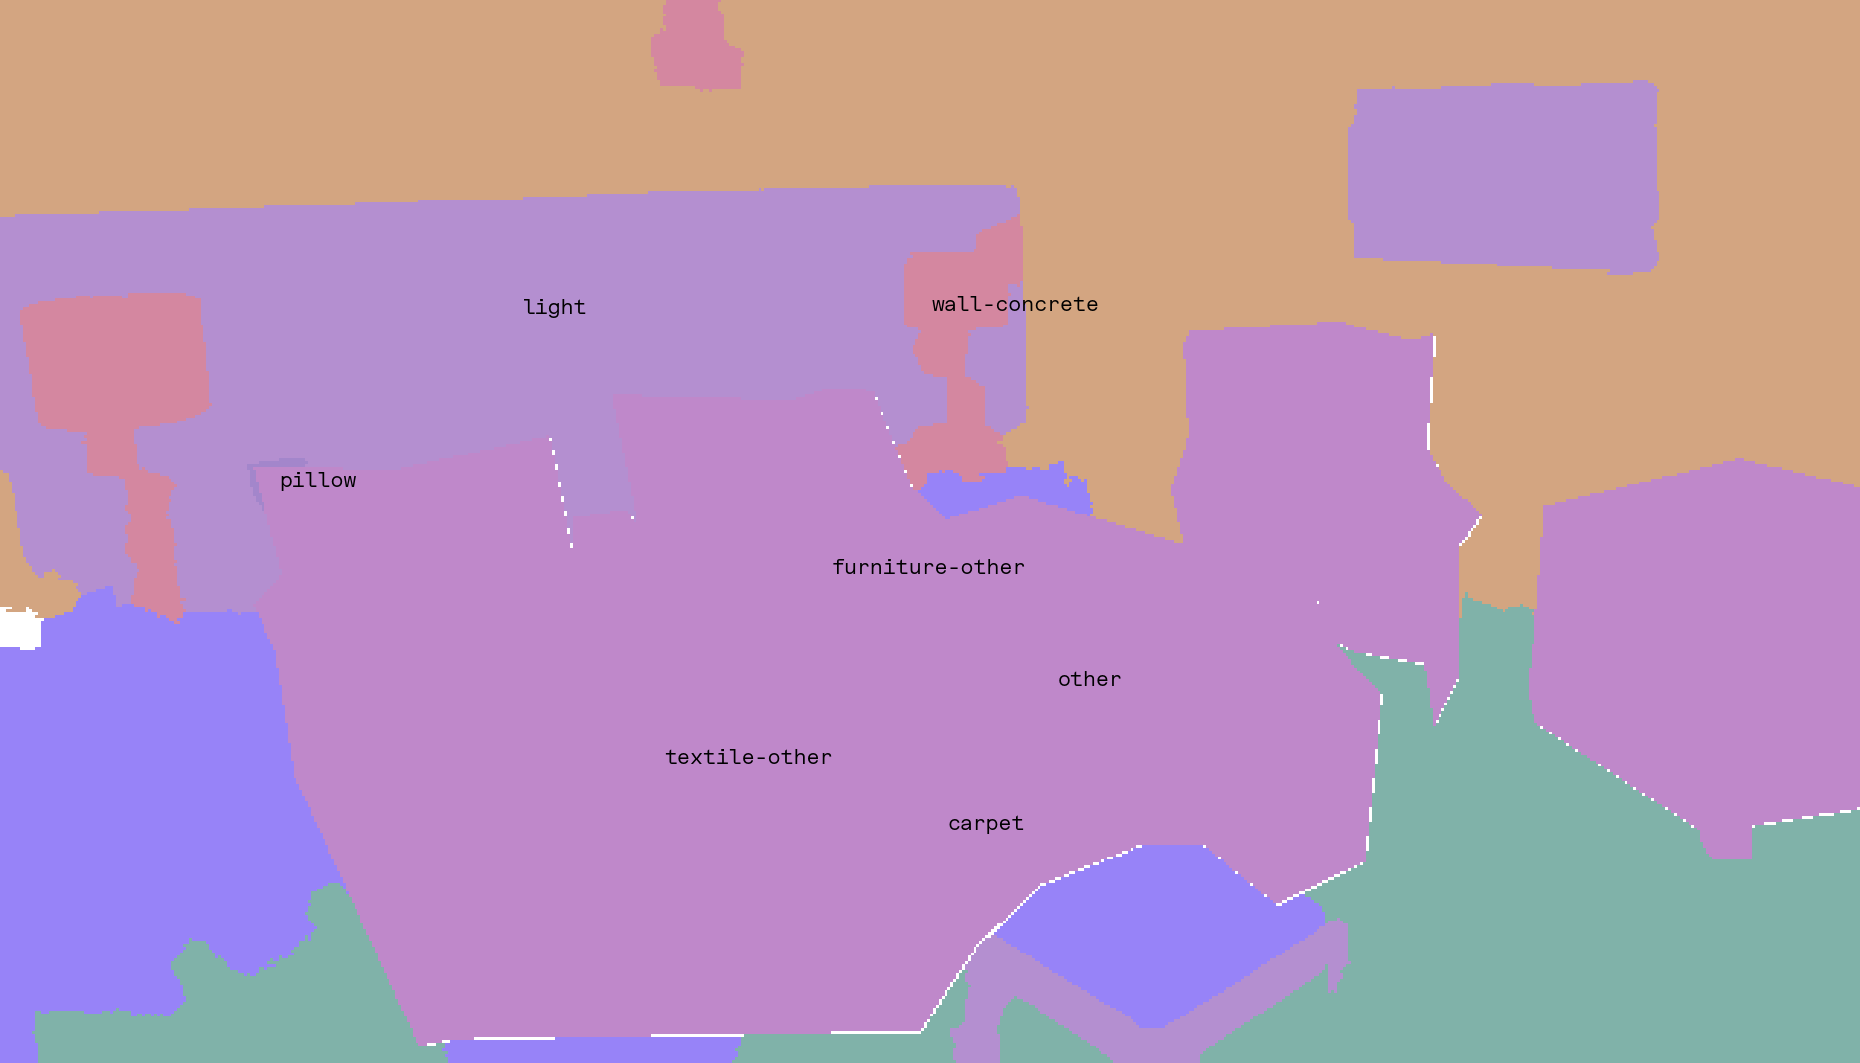 light
wall-concrete
pillow
furniture-other
other
textile-other
carpet